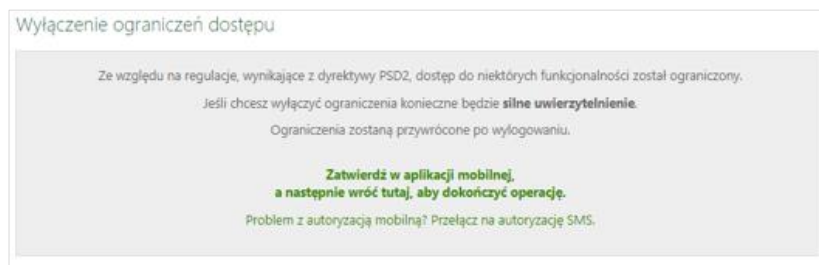 Wyłączenie ograniczeń dostępu
Ze względu na regulacje, wynikające z dyrektywy PSD2, dostęp do niektórych funkcjonalności został ograniczony.
Jeśli chcesz wyłączyć ograniczenia konieczne będzie silne uwierzytelnienie.
Ograniczenia zostaną przywrócone po wylogowaniu.
Zatwierdź w aplikacji mobilnej,
a następnie wróć tutaj, aby dokończyć operację.
Problem z autoryzacją mobilną? Przełącz na autoryzację SMS.